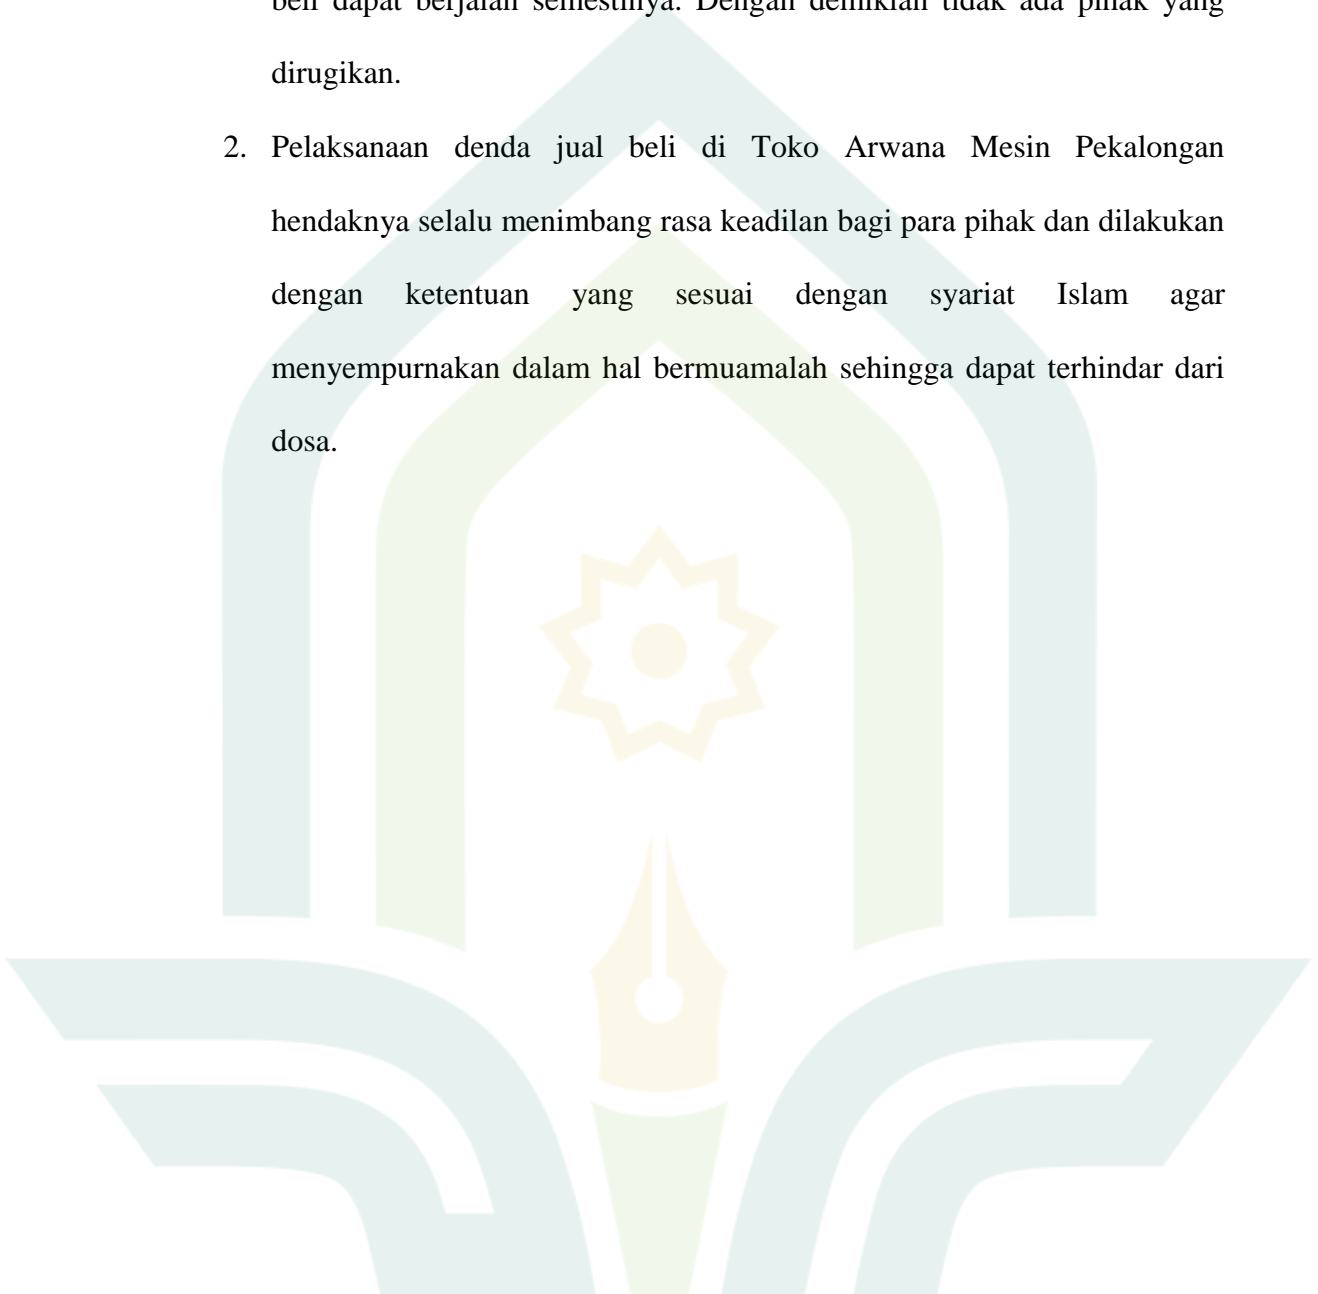 beli dapat berjalan semestinya. Dengan demikian tidak ada pihak yang
dirugikan.
2. Pelaksanaan denda jual beli di Toko Arwana Mesin Pekalongan
hendaknya selalu menimbang rasa keadilan bagi para pihak dan dilakukan
dengan ketentuan yang sesuai dengan syariat Islam agar
menyempurnakan dalam hal bermuamalah sehingga dapat terhindar dari
dosa.